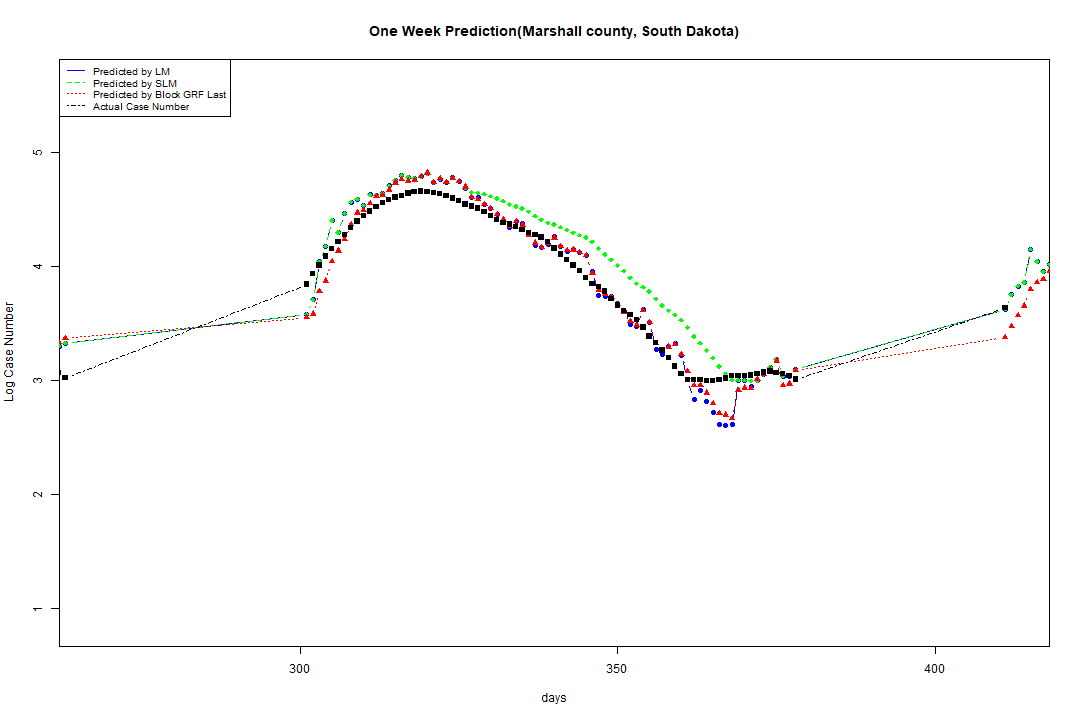 One Week Prediction(Marshall county, South Dakota)
Predicted by LM
Predicted by SLM
Predicted by Block GRF Last
Actual Case Number
5
4
3
2
1
Log Case Number
300
350
400
days